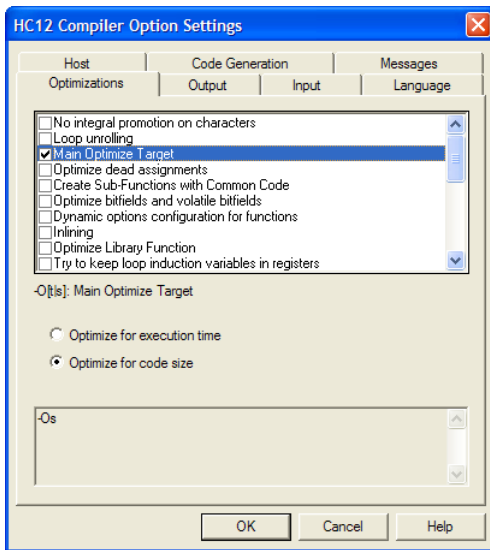 HC12 Compiler Option Settings
Host
Code Generation
Messages
Optimizations
Output
Input
Language
No integral promotion on characters
Loop unrolling
Main Optimize Target
Optimize dead assignments
Create Sub-Functions with Common Code
Optimize bitfields and volatile bitfields
Dynamic options configuration for functions
Inlining
Optimize Library Function
Try to keep loop induction variables in registers
-O[t|s]: Main Optimize Target
Optimize for execution time
Optimize for code size
-Os
OK
Cancel
Help